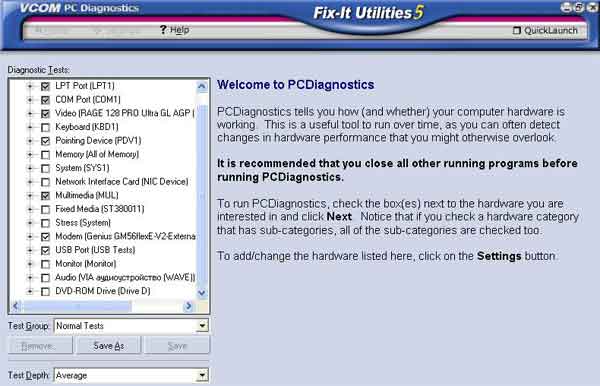 VCOM PC Diagnostics
Fix-It Utilities 5
Settings
? Help
QuickLaunch
Diagnostic Tests:
LPT Port (LPT1)
COM Port (COM1)
Video (RAGE 128 PRO Ultra GL AGP (
Keyboard (KBD1)
Pointing Device (PDV1)
Memory (All of Memory)
System (SYS1)
Network Interface Card (NIC Device)
Multimedia (MUL)
Fixed Media (ST380011)
Stress (System)
Modem (Genius GM56flexE-V2-Externa
USB Port (USB Tests)
Monitor (Monitor)
Audio (VIA аудиоустройство (WAVE))
DVD-ROM Drive (Drive D)
Test Group: Normal Tests
Remove... Save As Save
Test Depth: Average
Welcome to PCDiagnostics
PCDiagnostics tells you how (and whether) your computer hardware is
working. This is a useful tool to run over time, as you can often detect
changes in hardware performance that you might otherwise overlook.
It is recommended that you close all other running programs before
running PCDiagnostics.
To run PCDiagnostics, check the box(es) next to the hardware you are
interested in and click Next. Notice that if you check a hardware category
that has sub-categories, all of the sub-categories are checked too.
To add/change the hardware listed here, click on the Settings button.